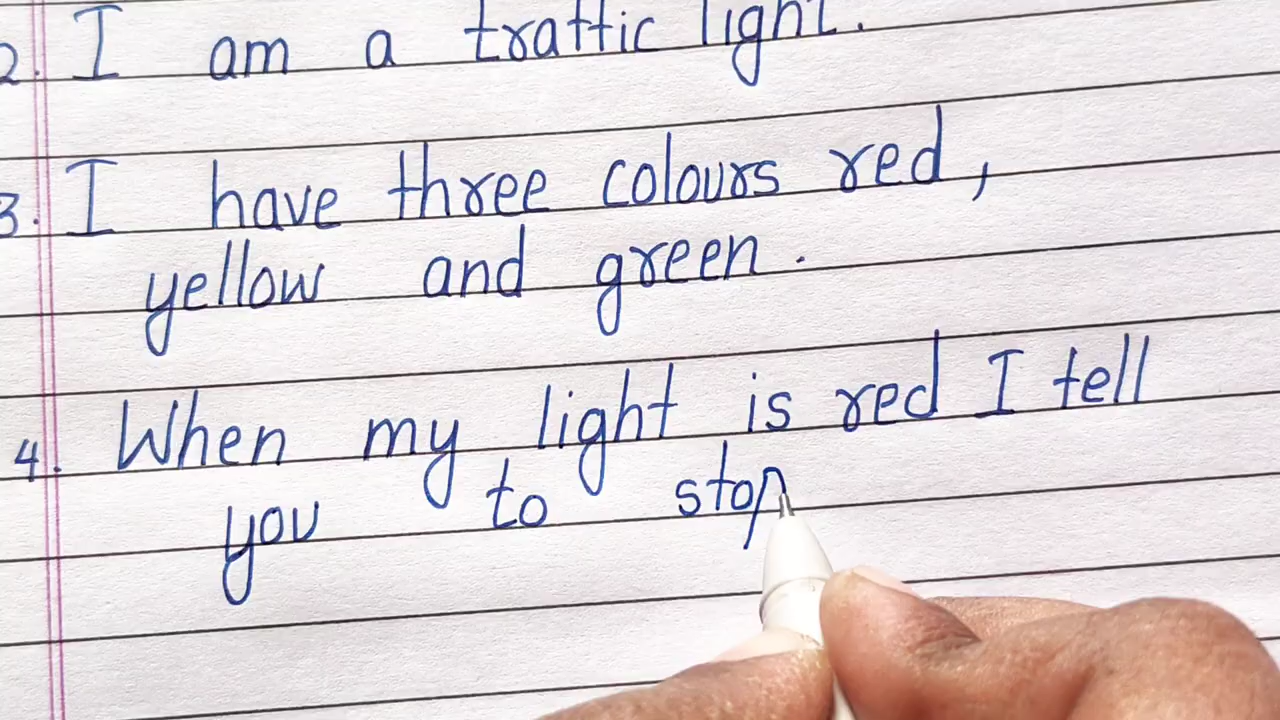 2. I am a traffic light.
3. I have three colours red,
yellow and green.
4. When my light is red I tell
you to stop